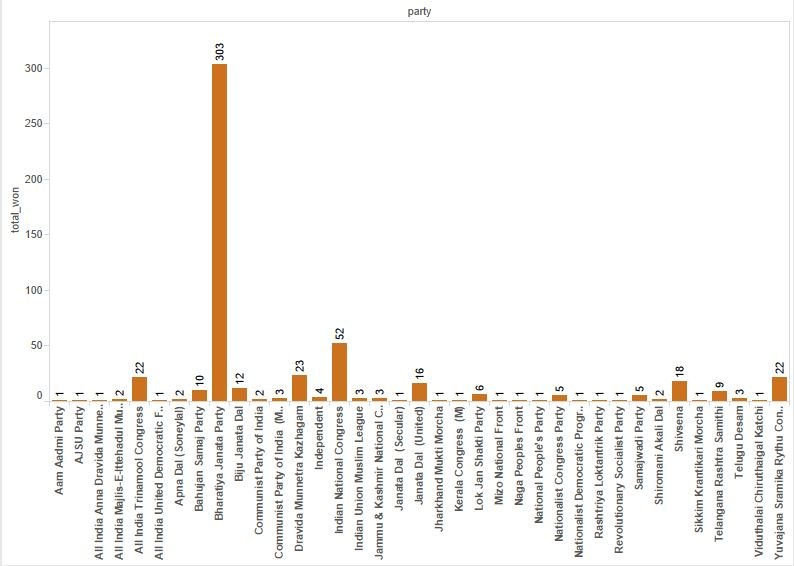 party
total_won
300
250
200
150
100
50
0
1
1
1
2
22
1
2
10
303
12
2
3
23
4
52
3
3
1
16
1
1
6
1
1
1
5
1
1
1
5
2
18
1
9
3
1
22
Aam Aadmi Party
AJSU Party
All India Anna Dravida Munne..
All India Majlis-E-Ittehadul Mu..
All India Trinamool Congress
All India United Democratic F..
Apna Dal (Soneylal)
Bahujan Samaj Party
Bharatiya Janata Party
Biju Janata Dal
Communist Party of India
Communist Party of India (M..
Dravida Munnetra Kazhagam
Independent
Indian National Congress
Indian Union Muslim League
Jammu & Kashmir National C..
Janata Dal (Secular)
Janata Dal (United)
Jharkhand Mukti Morcha
Kerala Congress (M)
Lok Jan Shakti Party
Mizo National Front
Naga Peoples Front
National People's Party
Nationalist Congress Party
Nationalist Democratic Progr..
Rashtriya Loktantrik Party
Revolutionary Socialist Party
Samajwadi Party
Shiromani Akali Dal
Shivsena
Sikkim Krantikari Morcha
Telangana Rashtra Samithi
Telugu Desam
Viduthalai Chiruthaigal Katchi
Yuvajana Sramika Rythu Con..